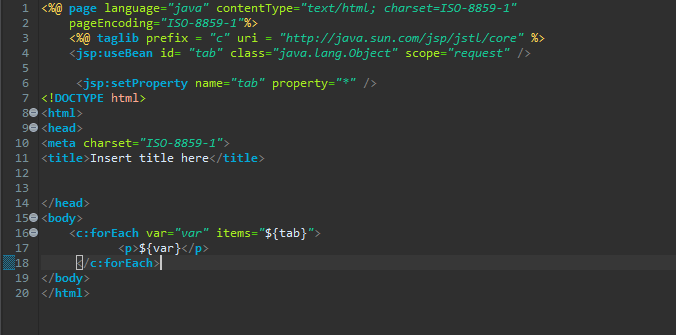 1 <%@ page language="java" contentType="text/html; charset=ISO-8859-1"
2 pageEncoding="ISO-8859-1"%>
3 <%@ taglib prefix = "c" uri = "http://java.sun.com/jsp/jstl/core" %>
4 <jsp:useBean id= "tab" class="java.lang.Object" scope="request" />
5
6 <jsp:setProperty name="tab" property="*" />
7 <!DOCTYPE html>
8 <html>
9 <head>
10 <meta charset="ISO-8859-1">
11 <title>Insert title here</title>
12
13
14 </head>
15 <body>
16 <c:forEach var="var" items="${tab}">
17 <p>${var}</p>
18 </c:forEach>
19 </body>
20 </html>